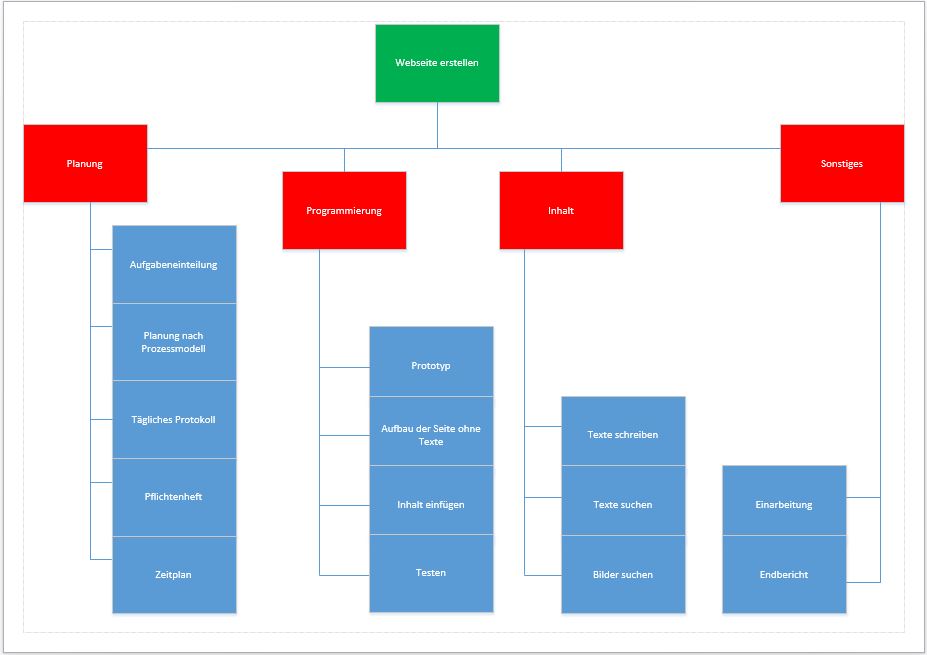 Webseite erstellen
Planung
Sonstiges
Programmierung
Inhalt
Aufgabeneinteilung
Planung nach
Prozessmodell
Tägliches Protokoll
Pflichtenheft
Zeitplan
Prototyp
Aufbau der Seite ohne
Texte
Inhalt einfügen
Testen
Texte schreiben
Texte suchen
Bilder suchen
Einarbeitung
Endbericht